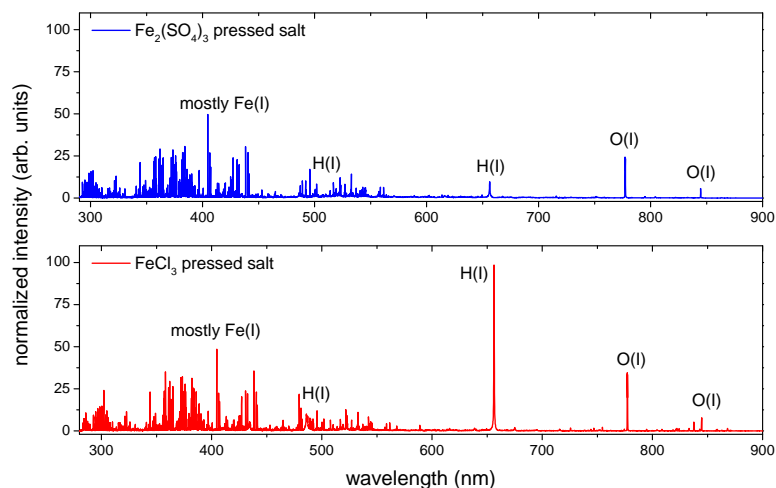 100
75
50
25
0
Fe₂(SO₄)₃ pressed salt
mostly Fe(I)
H(I)
H(I)
O(I)
O(I)
300 400 500 600 700 800 900
normalized intensity (arb. units)
100
75
50
25
0
FeCl₃ pressed salt
mostly Fe(I)
H(I)
H(I)
O(I)
O(I)
300 400 500 600 700 800 900
wavelength (nm)